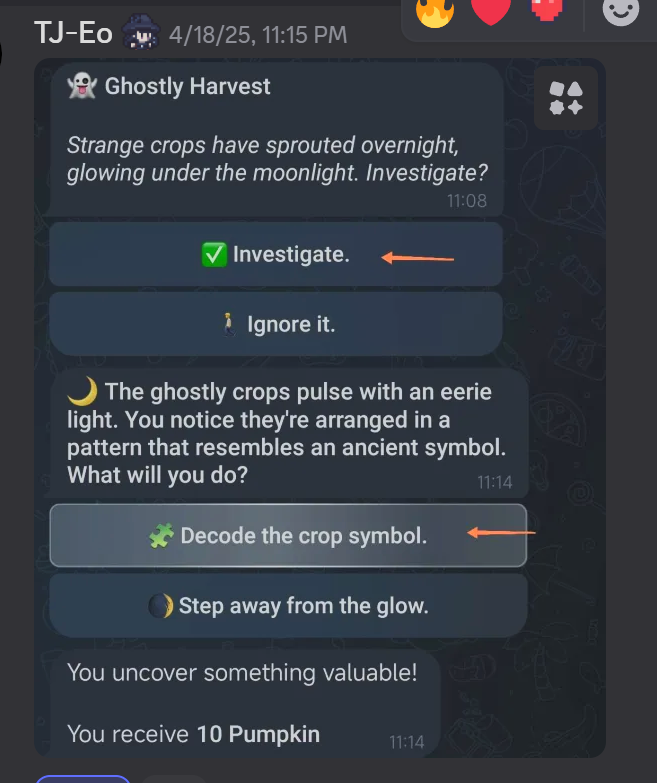 TJ-Eo 4/18/25, 11:15 PM
👻 Ghostly Harvest
Strange crops have sprouted overnight,
glowing under the moonlight. Investigate?
11:08
✅ Investigate.
🚶 Ignore it.
🌙 The ghostly crops pulse with an eerie
light. You notice they're arranged in a
pattern that resembles an ancient symbol.
What will you do?
11:14
🧩 Decode the crop symbol.
🌒 Step away from the glow.
You uncover something valuable!
You receive 10 Pumpkin
11:14